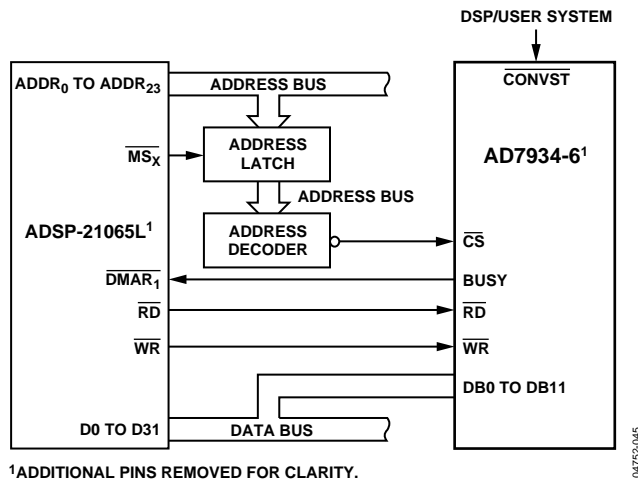 DSP/USER SYSTEM
ADDR0 TO ADDR23
ADDRESS BUS
CONVST
MSX
ADDRESS
LATCH
AD7934-6¹
ADDRESS BUS
ADSP-21065L¹
ADDRESS
DECODER
CS
DMAR1
BUSY
RD
RD
WR
WR
DB0 TO DB11
D0 TO D31
DATA BUS
¹ADDITIONAL PINS REMOVED FOR CLARITY.
04752-045